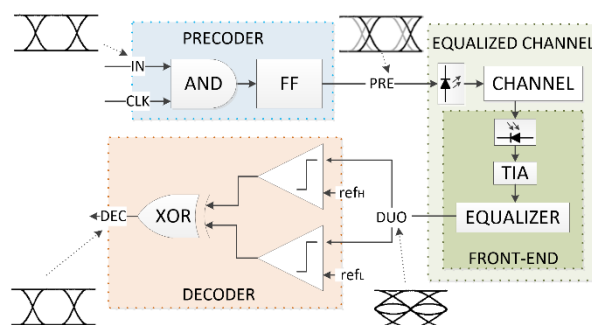 PRECODER
IN
CLK
AND
FF
PRE
EQUALIZED CHANNEL
CHANNEL
TIA
EQUALIZER
FRONT-END
DUO
refH
refL
XOR
DEC
DECODER